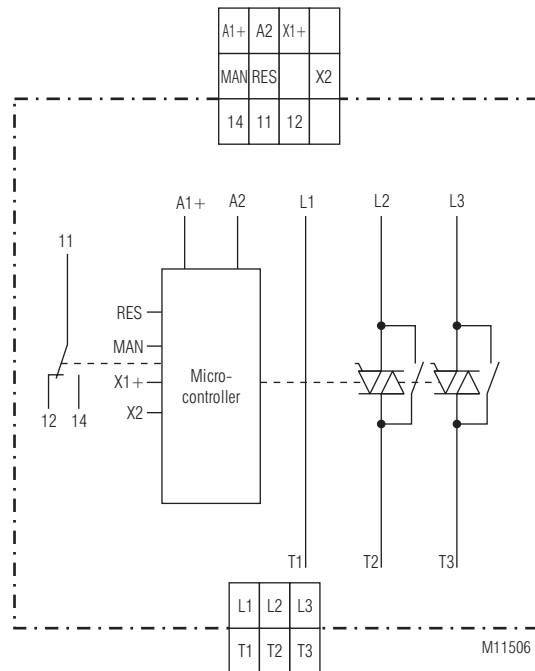 A1+ A2 X1+
MAN RES X2
14 11 12
A1+ A2 L1 L2 L3
11
RES
MAN
X1+
X2
Micro-
controller
12 14
T1 T2 T3
L1 L2 L3
T1 T2 T3
M11506